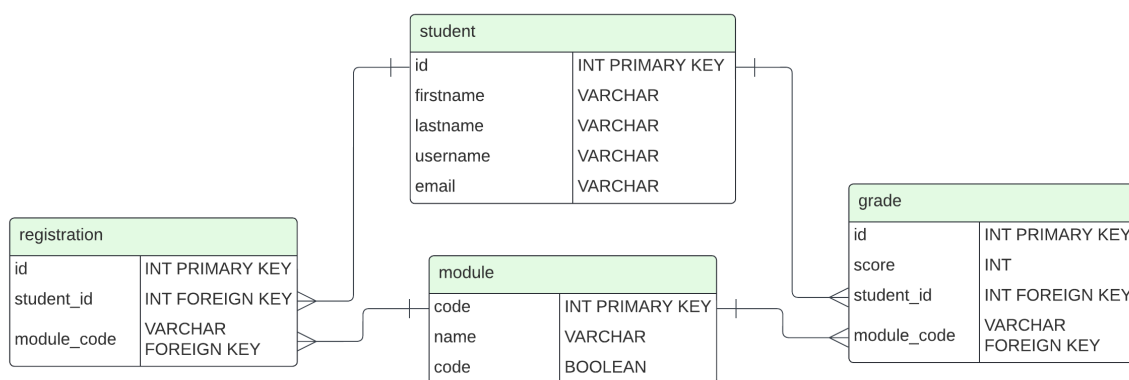 student
id INT PRIMARY KEY
firstname VARCHAR
lastname VARCHAR
username VARCHAR
email VARCHAR
registration
id INT PRIMARY KEY
student_id INT FOREIGN KEY
module_code VARCHAR
FOREIGN KEY
module
code INT PRIMARY KEY
name VARCHAR
code BOOLEAN
grade
id INT PRIMARY KEY
score INT
student_id INT FOREIGN KEY
module_code VARCHAR
FOREIGN KEY